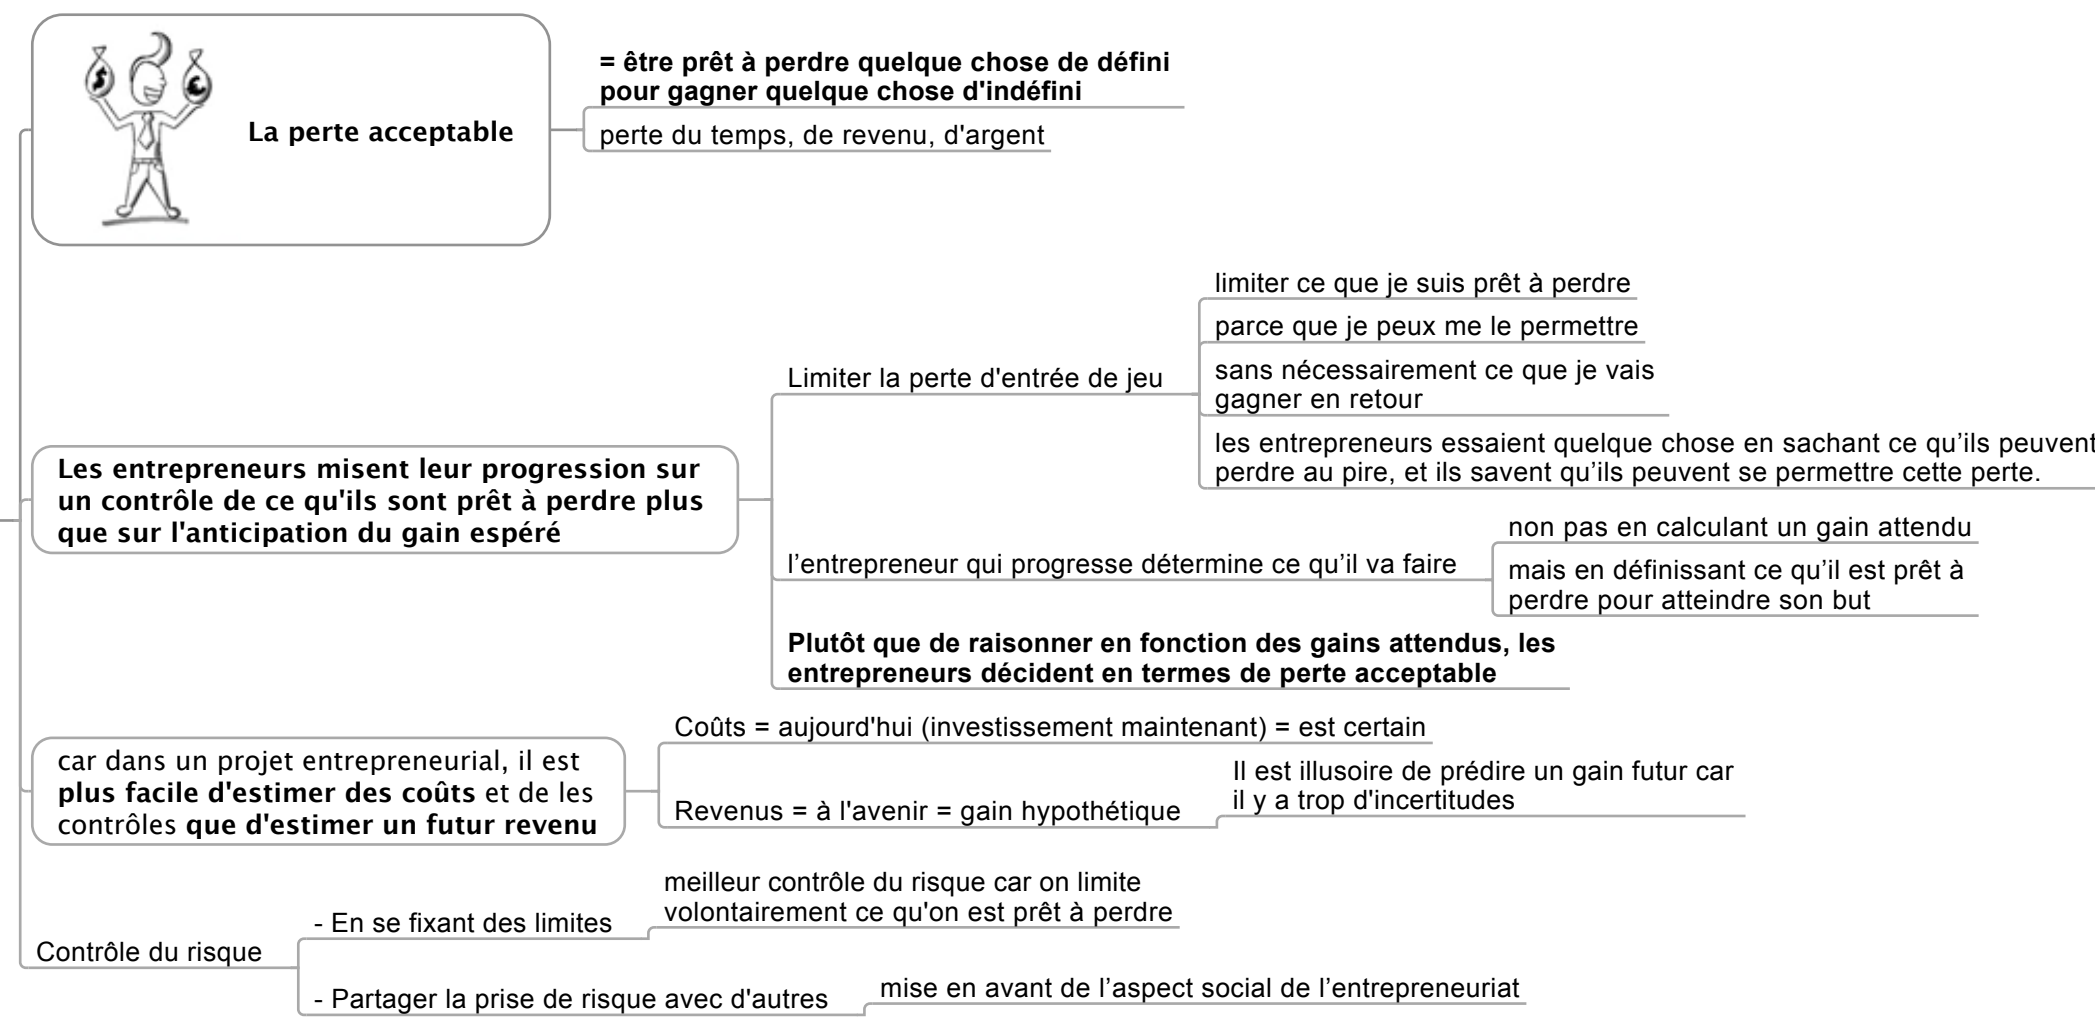 La perte acceptable
= être prêt à perdre quelque chose de défini
pour gagner quelque chose d'indéfini
perte du temps, de revenu, d'argent
Les entrepreneurs misent leur progression sur
un contrôle de ce qu'ils sont prêt à perdre plus
que sur l'anticipation du gain espéré
Limiter la perte d'entrée de jeu
limiter ce que je suis prêt à perdre
parce que je peux me le permettre
sans nécessairement ce que je vais
gagner en retour
les entrepreneurs essaient quelque chose en sachant ce qu’ils peuvent
perdre au pire, et ils savent qu’ils peuvent se permettre cette perte.
l’entrepreneur qui progresse détermine ce qu’il va faire
non pas en calculant un gain attendu
mais en définissant ce qu’il est prêt à
perdre pour atteindre son but
Plutôt que de raisonner en fonction des gains attendus, les
entrepreneurs décident en termes de perte acceptable
car dans un projet entrepreneurial, il est
plus facile d'estimer des coûts et de les
contrôles que d'estimer un futur revenu
Coûts = aujourd'hui (investissement maintenant) = est certain
Revenus = à l'avenir = gain hypothétique
Il est illusoire de prédire un gain futur car
il y a trop d'incertitudes
Contrôle du risque
- En se fixant des limites
meilleur contrôle du risque car on limite
volontairement ce qu'on est prêt à perdre
- Partager la prise de risque avec d'autres
mise en avant de l’aspect social de l’entrepreneuriat